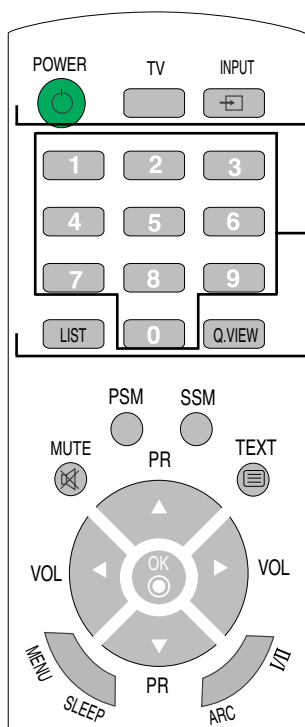 POWER TV INPUT
1 2 3
4 5 6
7 8 9
LIST 0 Q.VIEW
PSM SSM
MUTE PR TEXT
VOL OK VOL
MENU PR I/II
SLEEP ARC